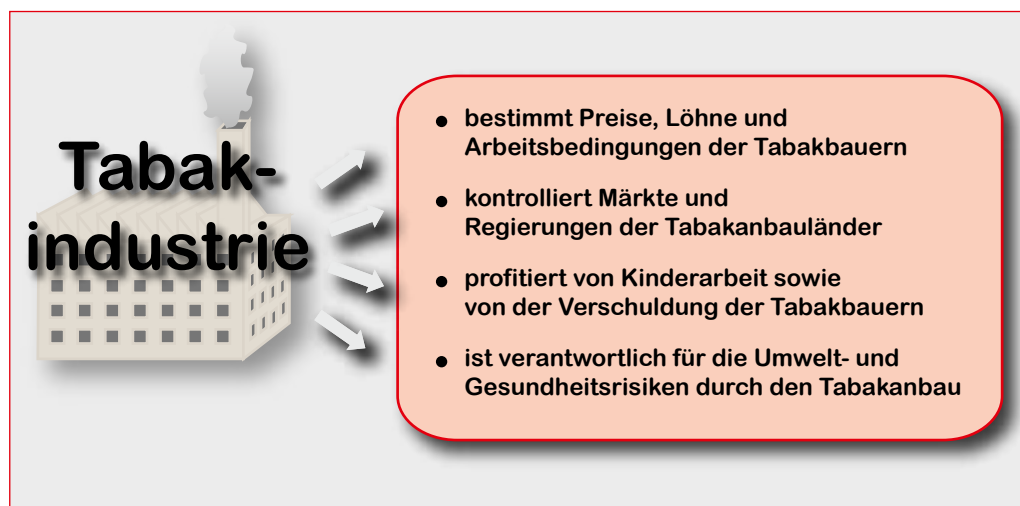 Tabak-
industrie
● bestimmt Preise, Löhne und
Arbeitsbedingungen der Tabakbauern
● kontrolliert Märkte und
Regierungen der Tabakanbauländer
● profitiert von Kinderarbeit sowie
von der Verschuldung der Tabakbauern
● ist verantwortlich für die Umwelt- und
Gesundheitsrisiken durch den Tabakanbau